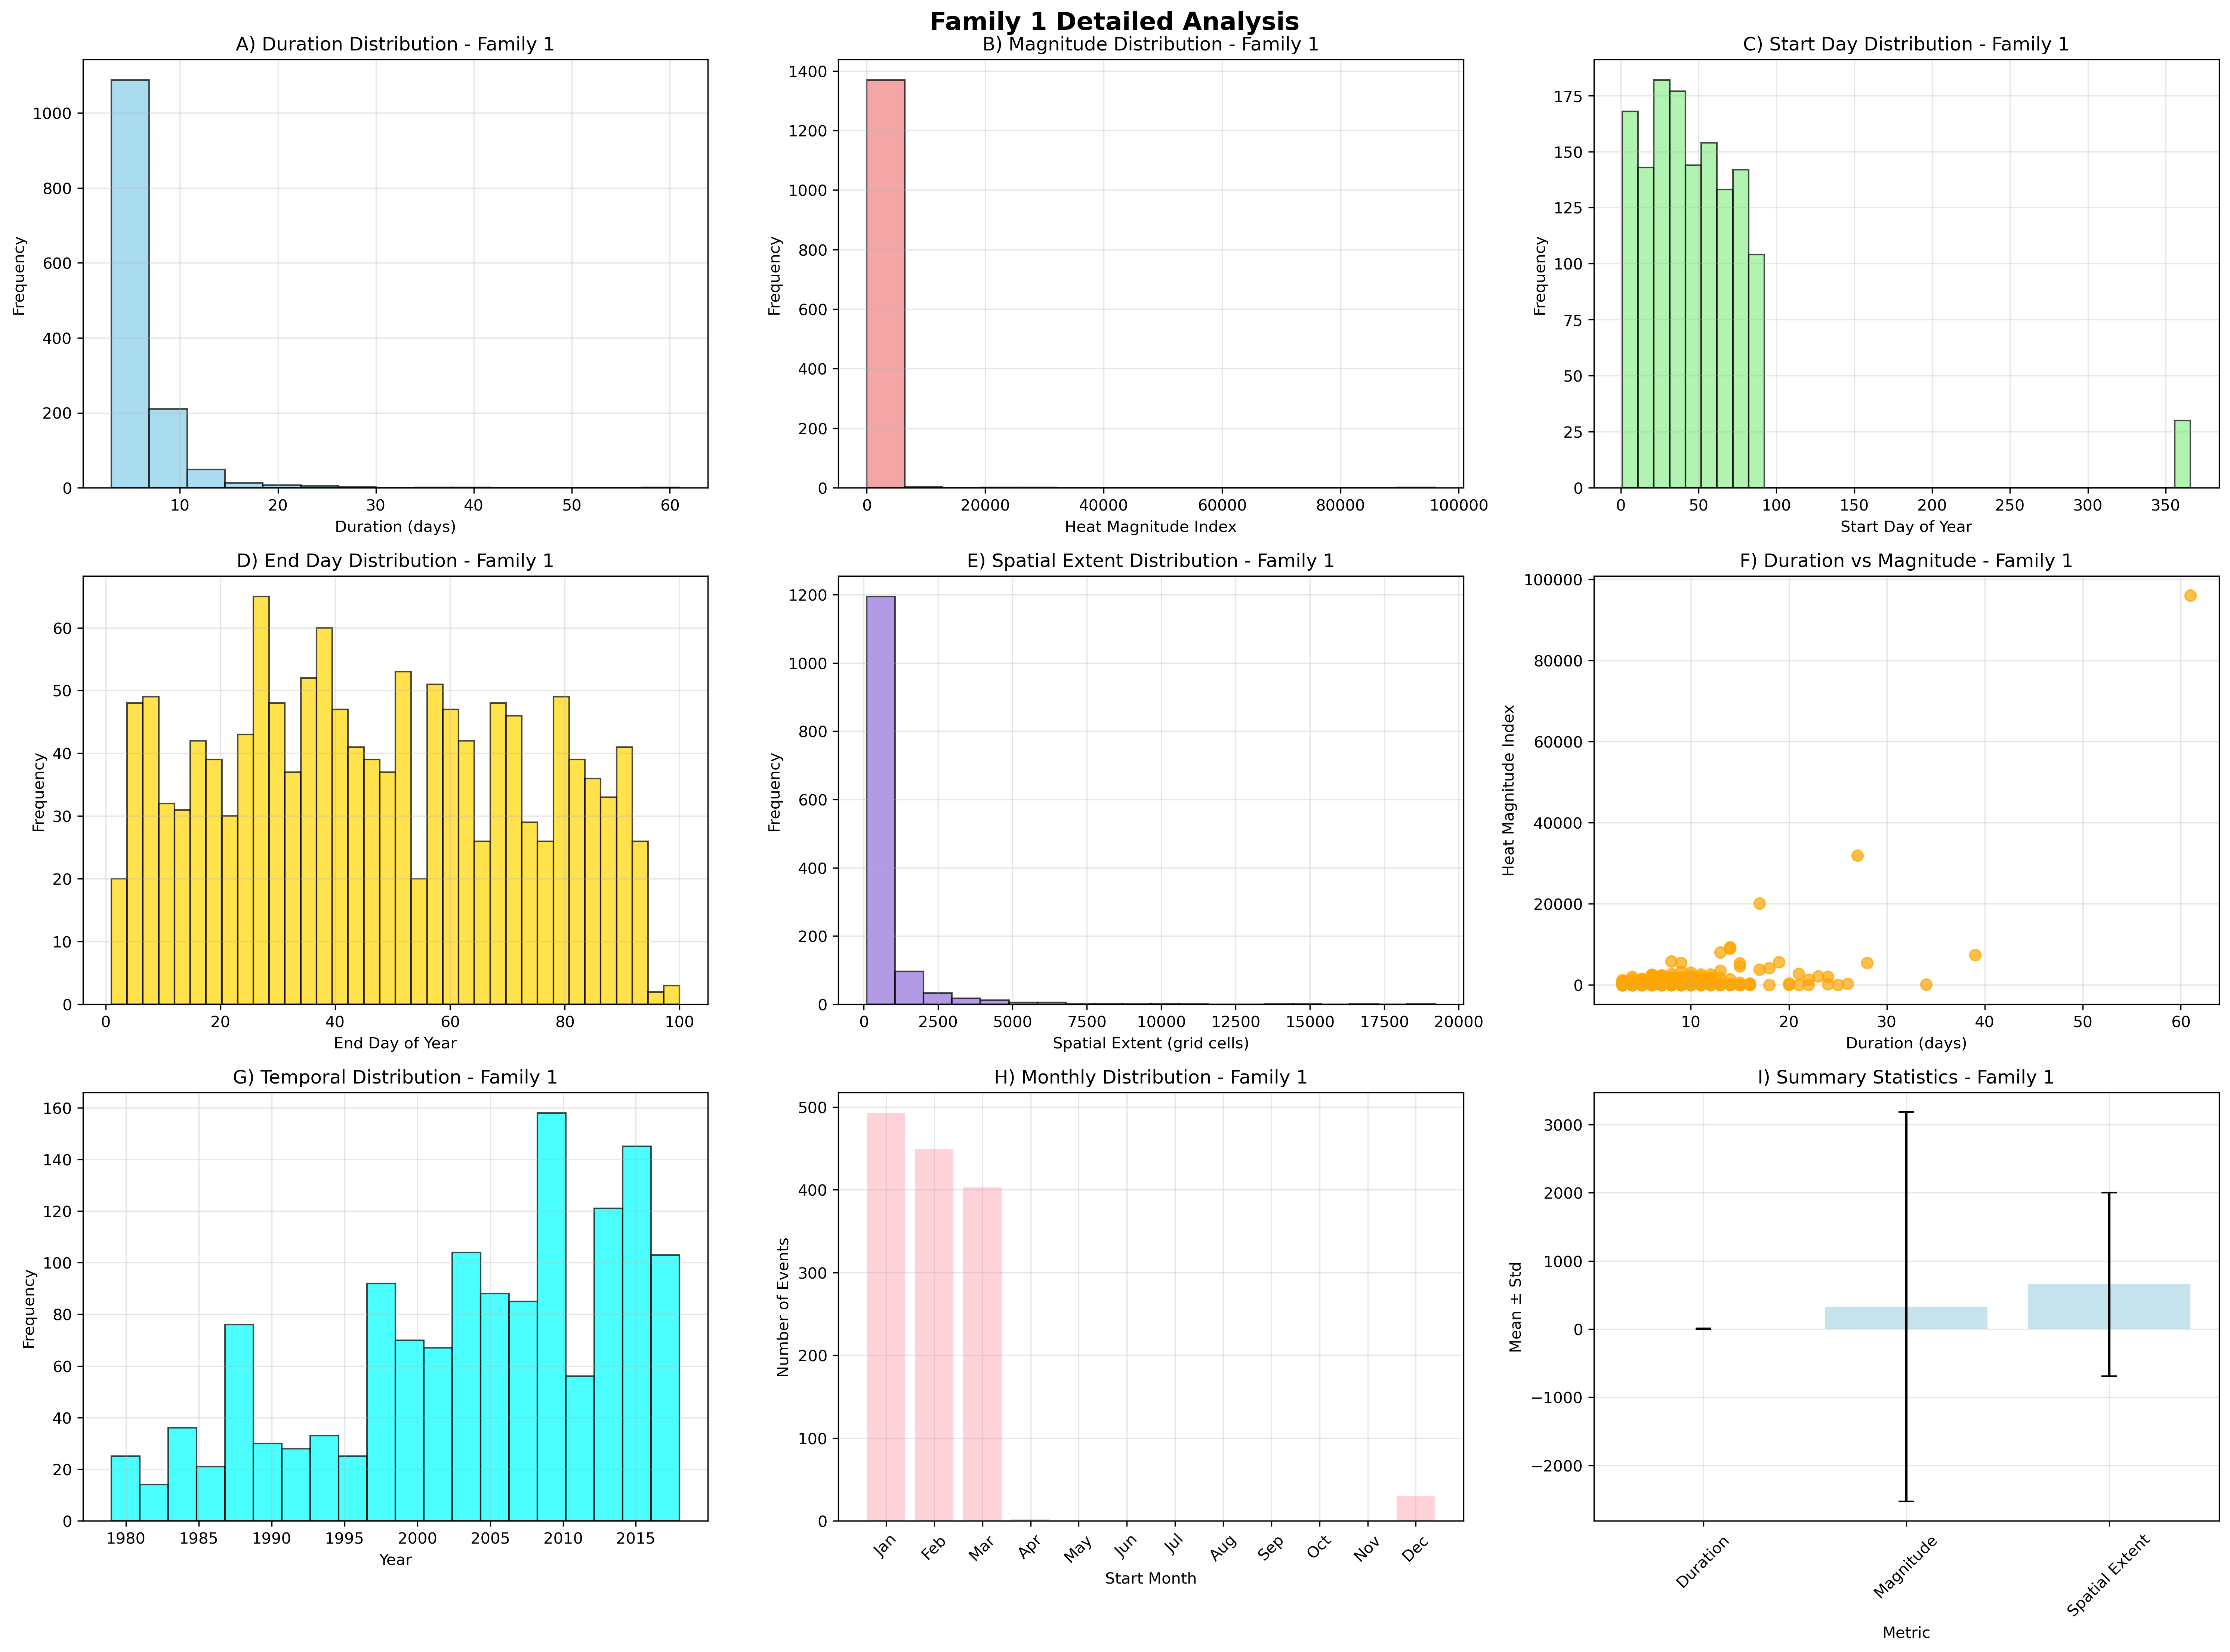 Family 1 Detailed Analysis
A) Duration Distribution - Family 1
Frequency
1000
800
600
400
200
0
10 20 30 40 50 60
Duration (days)
B) Magnitude Distribution - Family 1
Frequency
1400
1200
1000
800
600
400
200
0
0 20000 40000 60000 80000 100000
Heat Magnitude Index
C) Start Day Distribution - Family 1
Frequency
175
150
125
100
75
50
25
0
0 50 100 150 200 250 300 350
Start Day of Year
D) End Day Distribution - Family 1
Frequency
60
50
40
30
20
10
0
0 20 40 60 80 100
End Day of Year
E) Spatial Extent Distribution - Family 1
Frequency
1200
1000
800
600
400
200
0
0 2500 5000 7500 10000 12500 15000 17500 20000
Spatial Extent (grid cells)
F) Duration vs Magnitude - Family 1
Heat Magnitude Index
100000
80000
60000
40000
20000
0
10 20 30 40 50 60
Duration (days)
G) Temporal Distribution - Family 1
Frequency
160
140
120
100
80
60
40
20
0
1980 1985 1990 1995 2000 2005 2010 2015
Year
H) Monthly Distribution - Family 1
Number of Events
500
400
300
200
100
0
Jan Feb Mar Apr May Jun Jul Aug Sep Oct Nov Dec
Start Month
I) Summary Statistics - Family 1
Mean ± Std
3000
2000
1000
0
−1000
−2000
Duration Magnitude Spatial Extent
Metric